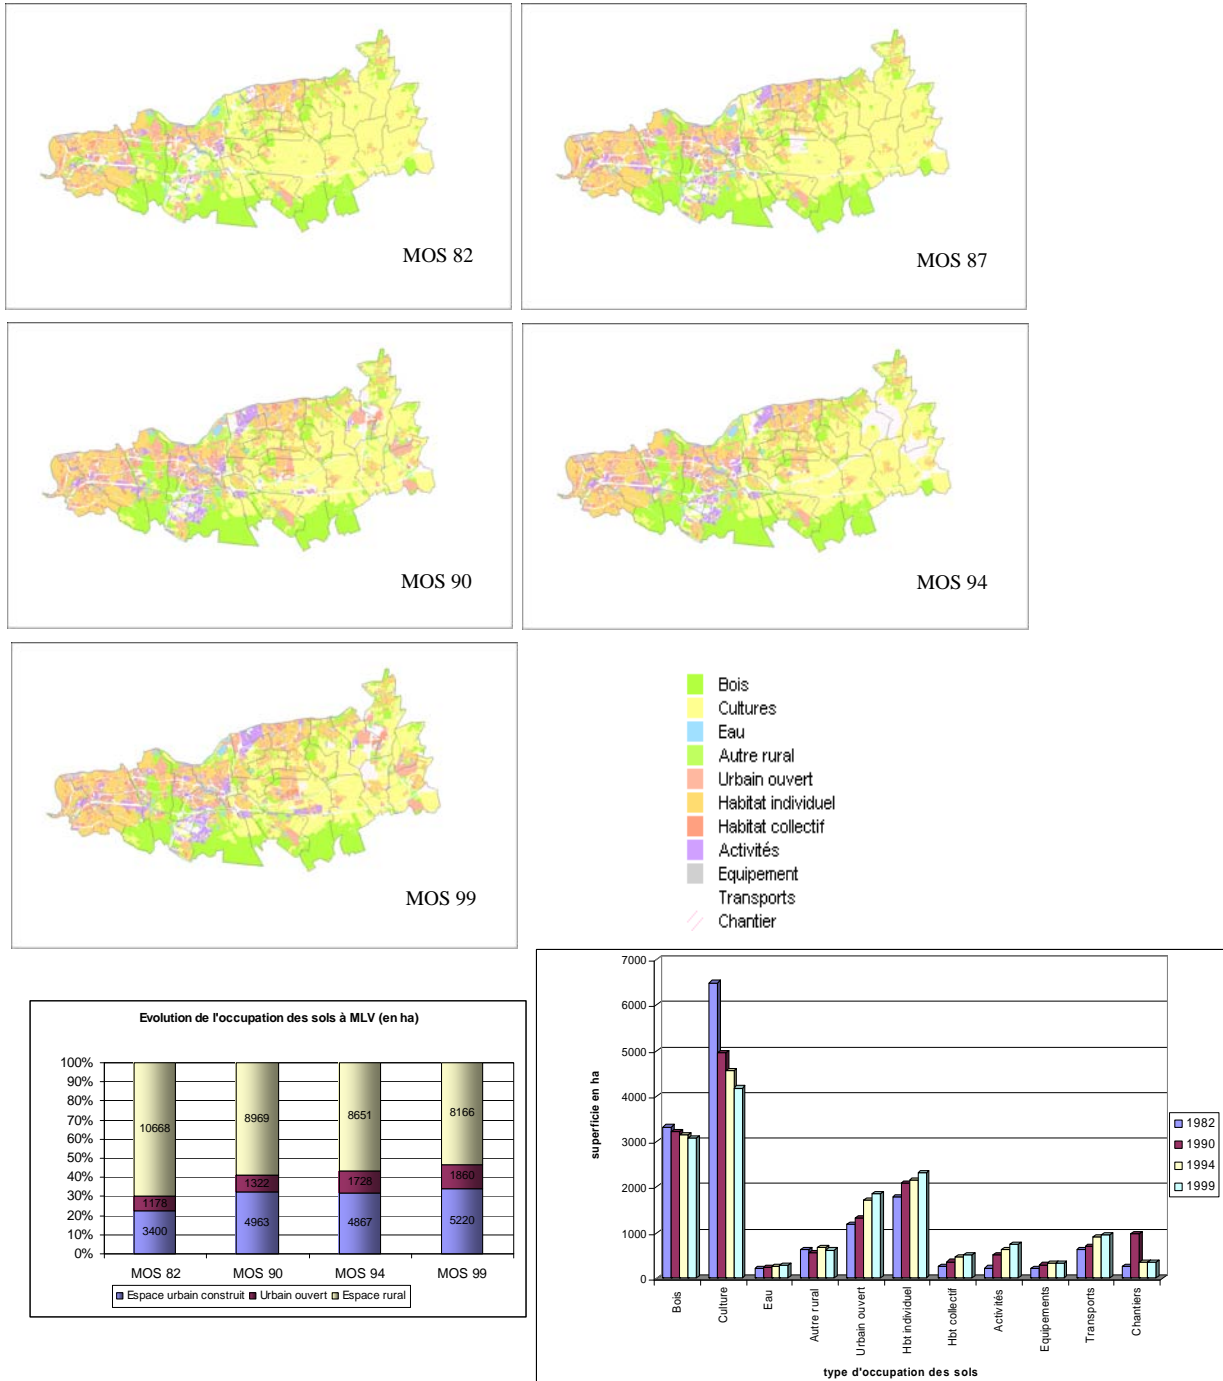 MOS 82
MOS 87
MOS 90
MOS 94
MOS 99
Bois
Cultures
Eau
Autre rural
Urbain ouvert
Habitat individuel
Habitat collectif
Activités
Equipement
Transports
Chantier
Evolution de l'occupation des sols à MLV (en ha)
100%
90%
80%
70%
60%
50%
40%
30%
20%
10%
0%
10668
8969
8651
8166
1178
1322
1728
1860
3400
4963
4867
5220
MOS 82 MOS 90 MOS 94 MOS 99
Espace urbain construit Urbain ouvert Espace rural
superficie en ha
7000
6000
5000
4000
3000
2000
1000
0
Bois
Culture
Eau
Autre rural
Urbain ouvert
Hbt individuel
Hbt collectif
Activités
Equipements
Transports
Chantiers
type d'occupation des sols
1982
1990
1994
1999